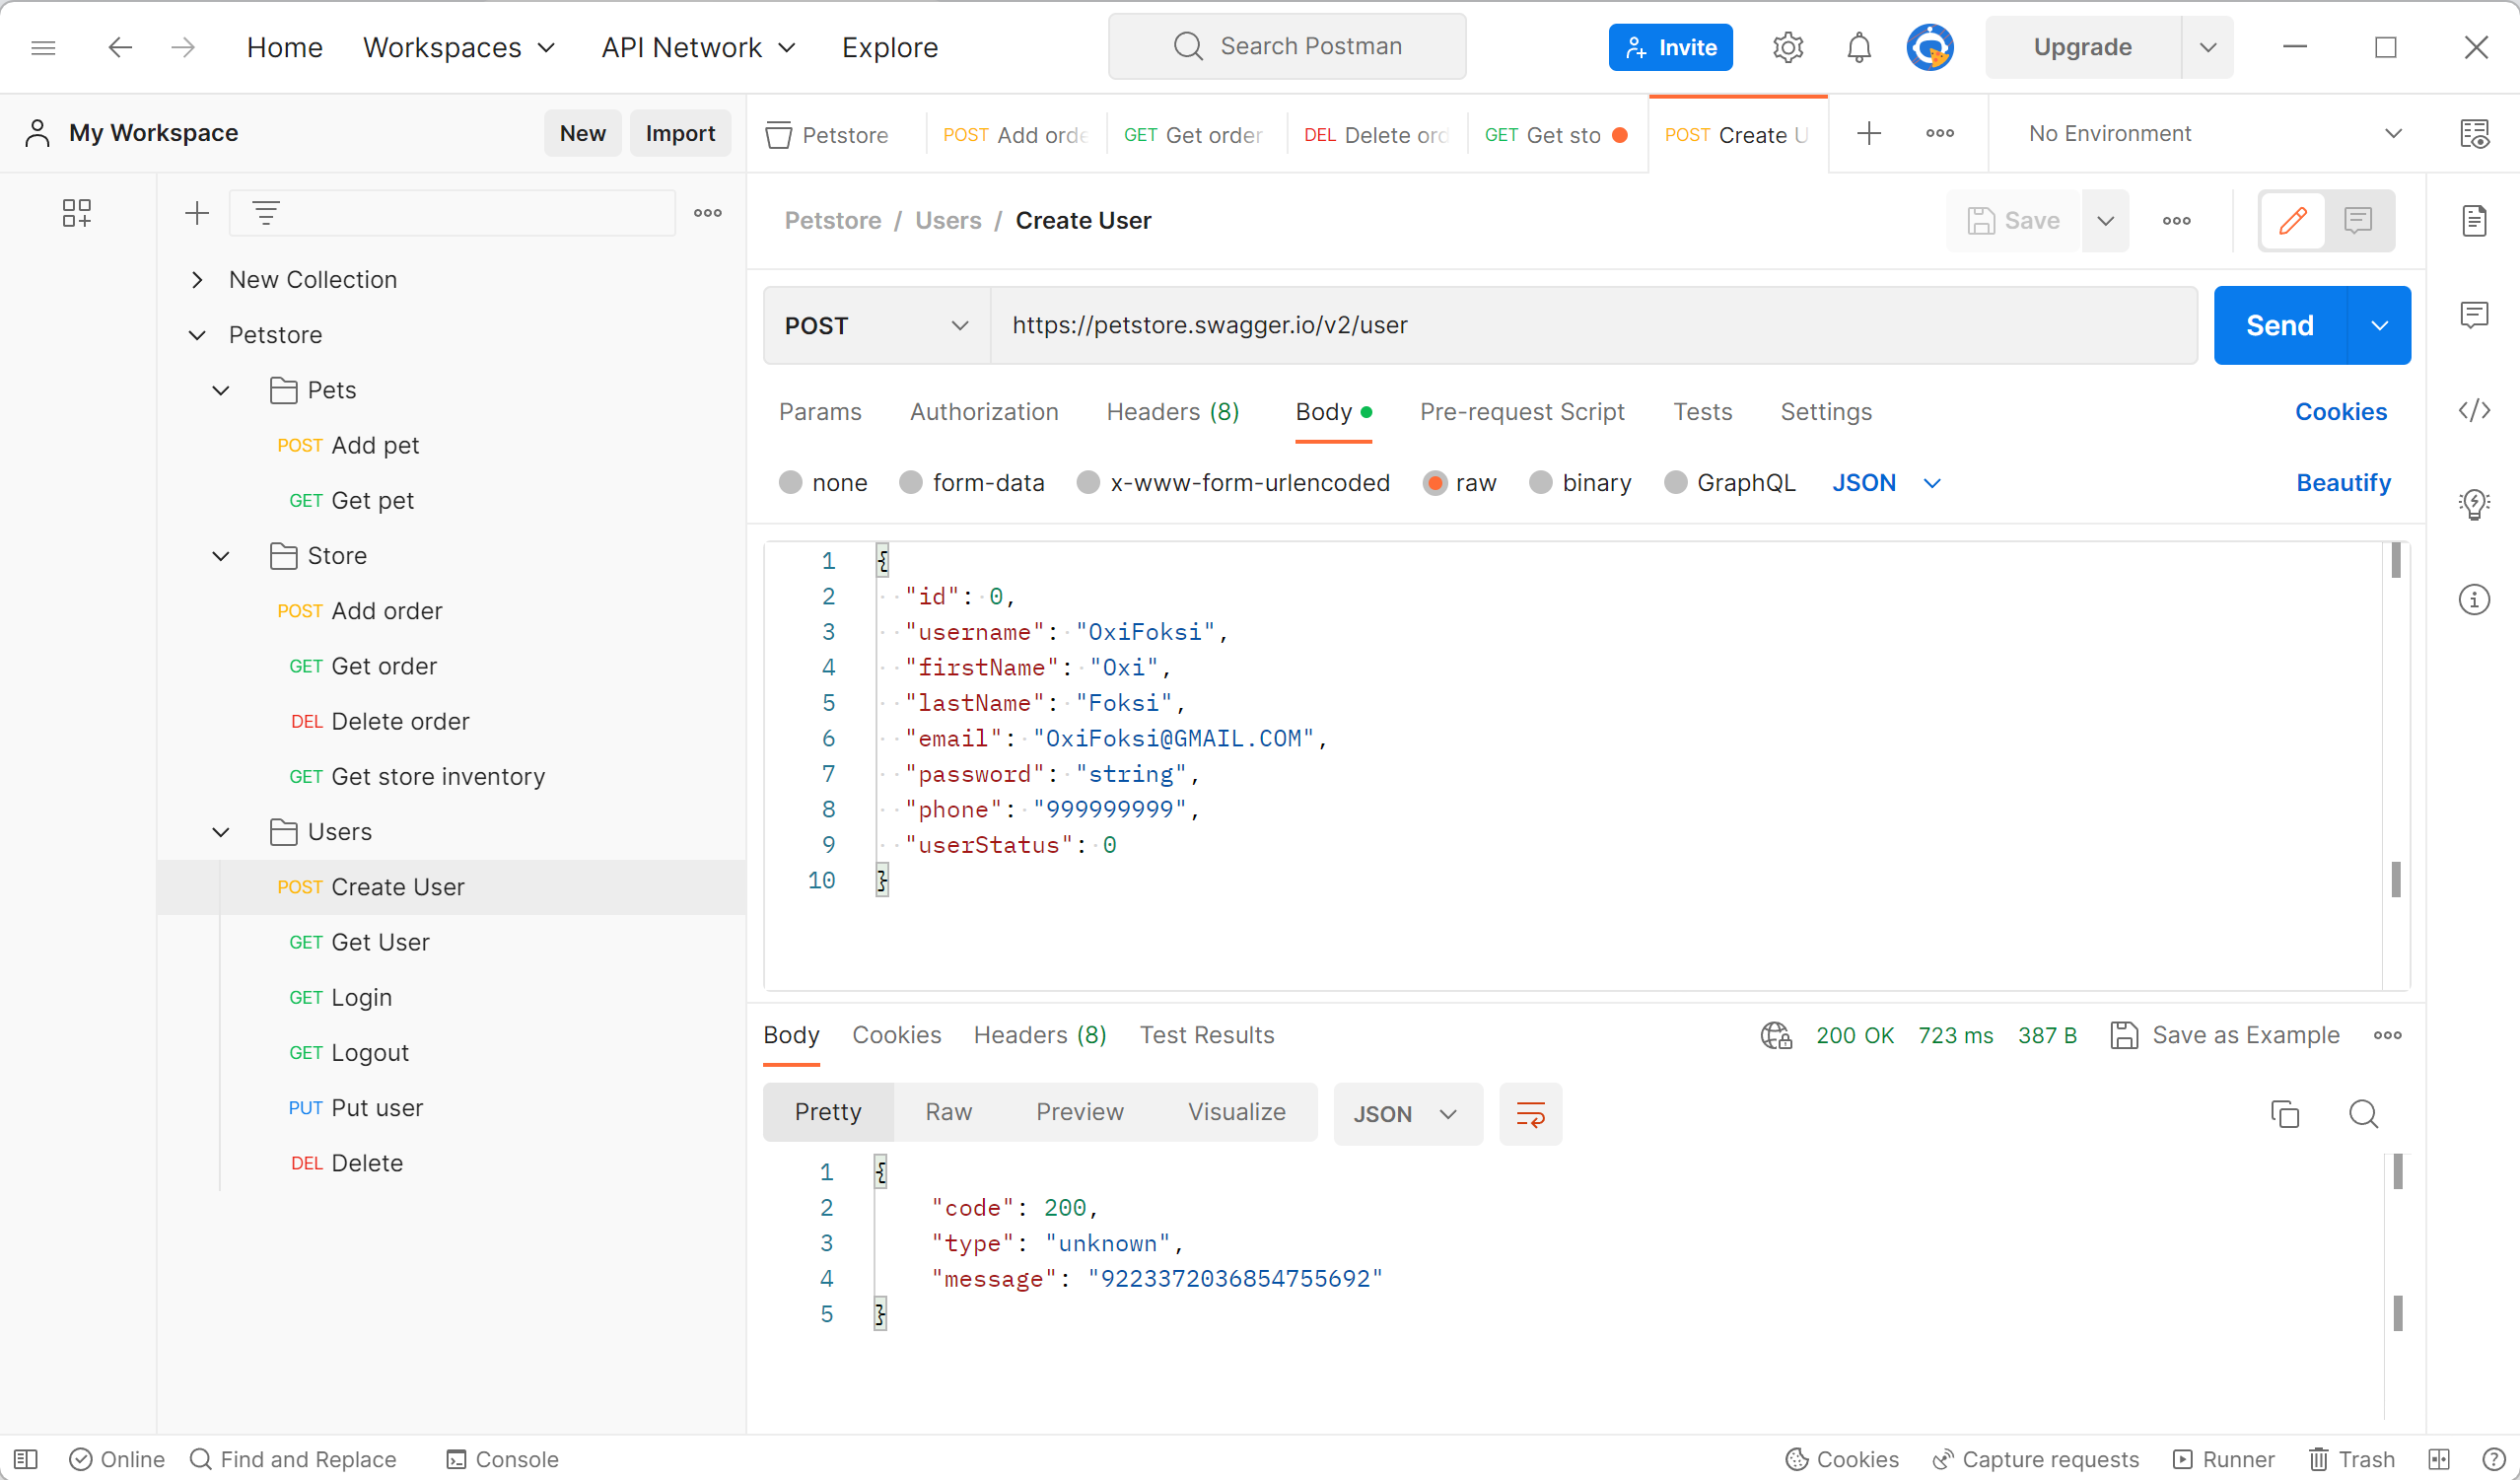 Home Workspaces API Network Explore Search Postman Invite Upgrade
My Workspace New Import
Petstore POST Add orde GET Get order DEL Delete ord GET Get sto POST Create U No Environment
New Collection
Petstore
Pets
POST Add pet
GET Get pet
Store
POST Add order
GET Get order
DEL Delete order
GET Get store inventory
Users
POST Create User
GET Get User
GET Login
GET Logout
PUT Put user
DEL Delete
Petstore / Users / Create User Save
POST https://petstore.swagger.io/v2/user Send
Params Authorization Headers (8) Body Pre-request Script Tests Settings Cookies
none form-data x-www-form-urlencoded raw binary GraphQL JSON Beautify
1 {
2 "id": 0,
3 "username": "OxiFoksi",
4 "firstName": "Oxi",
5 "lastName": "Foksi",
6 "email": "OxiFoksi@GMAIL.COM",
7 "password": "string",
8 "phone": "999999999",
9 "userStatus": 0
10 }
Body Cookies Headers (8) Test Results 200 OK 723 ms 387 B Save as Example
Pretty Raw Preview Visualize JSON
1 {
2 "code": 200,
3 "type": "unknown",
4 "message": "9223372036854755692"
5 }
Online Find and Replace Console Cookies Capture requests Runner Trash